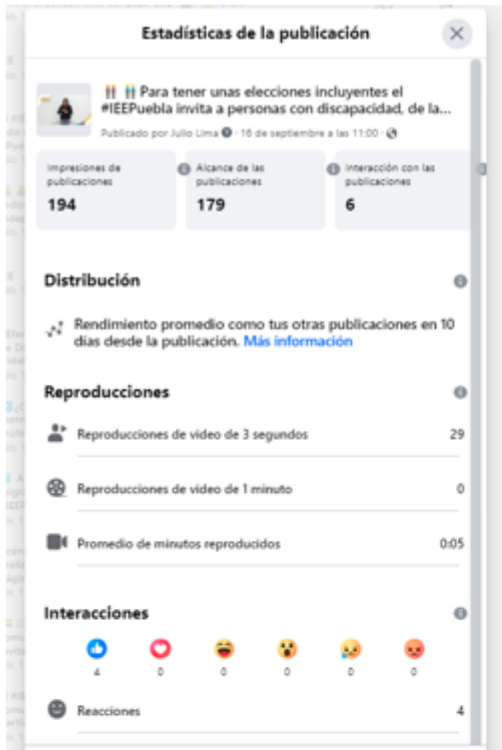 Estadísticas de la publicación
Para tener unas elecciones incluyentes el
#IEEPuebla invita a personas con discapacidad, de la...
Publicado por Julio Lima · 16 de septiembre a las 11:00 ·
Impresiones de
publicaciones
194
Alcance de las
publicaciones
179
Interacción con las
publicaciones
6
Distribución
Rendimiento promedio como tus otras publicaciones en 10
días desde la publicación. Más información
Reproducciones
Reproducciones de video de 3 segundos 29
Reproducciones de video de 1 minuto 0
Promedio de minutos reproducidos 0:05
Interacciones
4 0 0 0 0 0
Reacciones 4